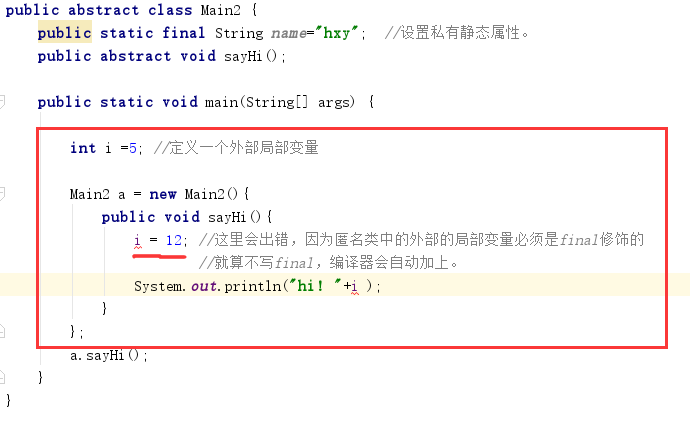 public abstract class Main2 {
public static final String name="hxy";  //设置私有静态属性。
public abstract void sayHi();
public static void main(String[] args) {
int i =5; //定义一个外部局部变量
Main2 a = new Main2(){
public void sayHi(){
i = 12; //这里会出错，因为匿名类中的外部的局部变量必须是final修饰的
//就算不写final，编译器会自动加上。
System.out.println("hi! "+i );
}
};
a.sayHi();
}
}